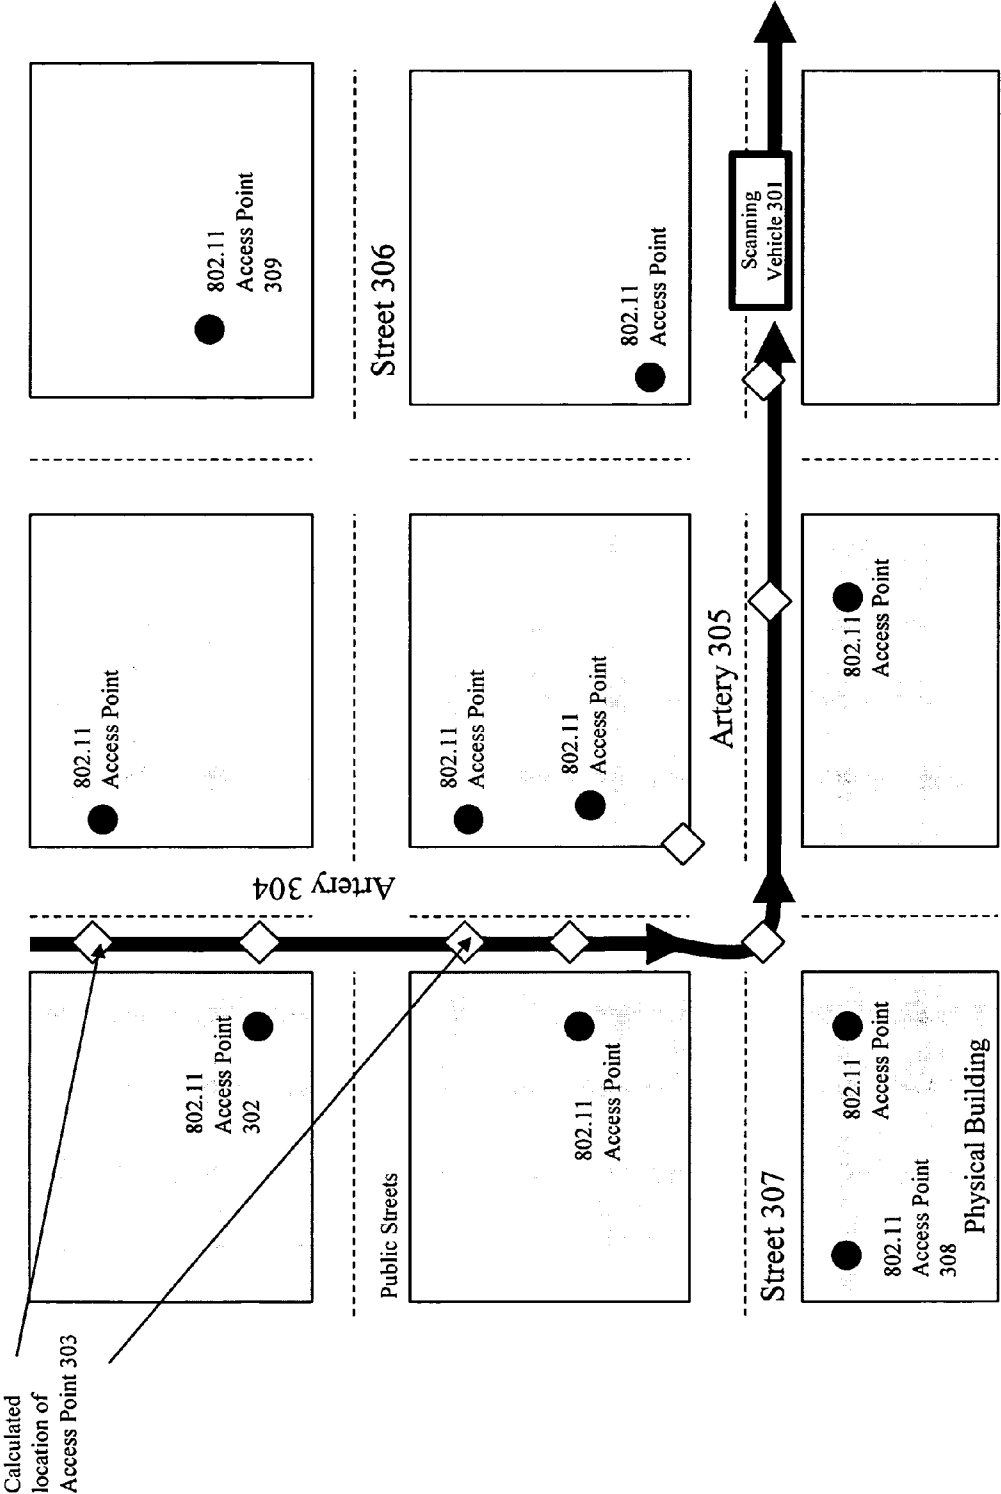 Calculated
location of
Access Point 303
802.11
Access Point
302
Artery 304
802.11
Access Point
802.11
Access Point
309
Public Streets
Street 306
802.11
Access Point
802.11
Access Point
802.11
Access Point
802.11
Access Point
Street 307
Artery 305
Scanning
Vehicle 301
802.11
Access Point
308
802.11
Access Point
Physical Building
802.11
Access Point